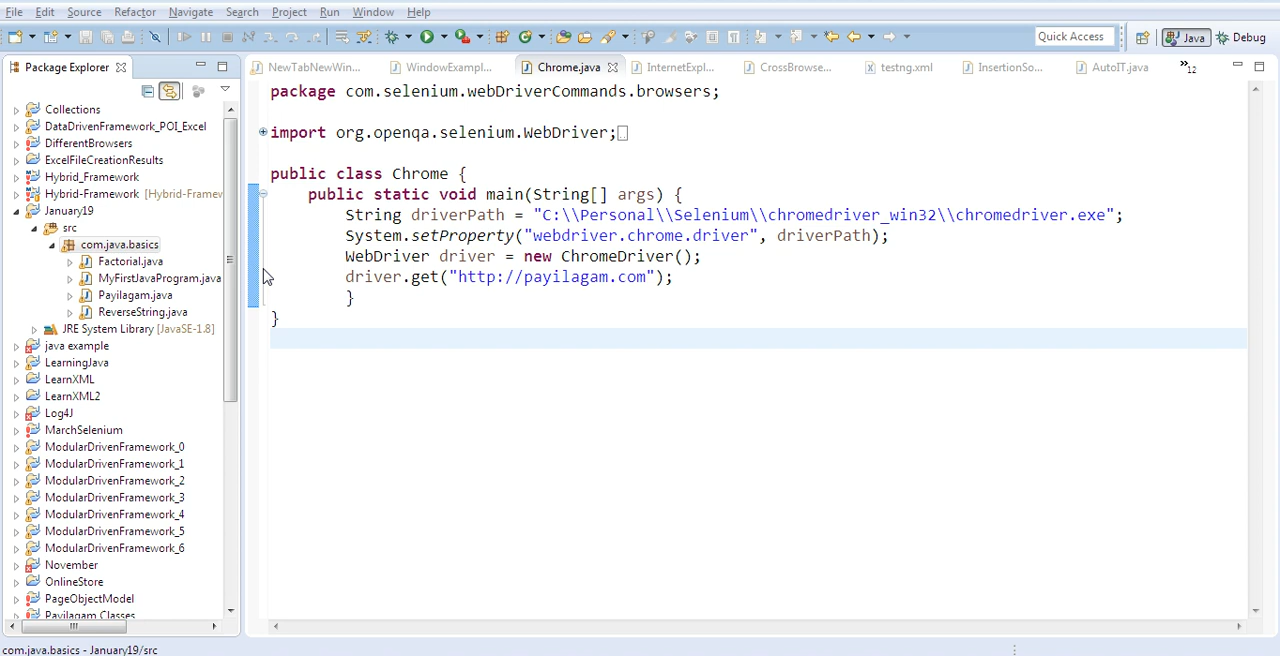 File Edit Source Refactor Navigate Search Project Run Window Help
Quick Access Java Debug
Package Explorer
NewTabNewWin... WindowExampl... Chrome.java InternetExpl... CrossBrowse... testng.xml InsertionSo... AutoIT.java »12
package com.selenium.webDriverCommands.browsers;
import org.openqa.selenium.WebDriver;
public class Chrome {
public static void main(String[] args) {
String driverPath = "C:\\Personal\\Selenium\\chromedriver_win32\\chromedriver.exe";
System.setProperty("webdriver.chrome.driver", driverPath);
WebDriver driver = new ChromeDriver();
driver.get("http://payilagam.com");
}
}
Collections
DataDrivenFramework_POI_Excel
DifferentBrowsers
ExcelFileCreationResults
Hybrid_Framework
Hybrid-Framework [Hybrid-Framew
January19
src
com.java.basics
Factorial.java
MyFirstJavaProgram.java
Payilagam.java
ReverseString.java
JRE System Library [JavaSE-1.8]
java example
LearningJava
LearnXML
LearnXML2
Log4J
MarchSelenium
ModularDrivenFramework_0
ModularDrivenFramework_1
ModularDrivenFramework_2
ModularDrivenFramework_3
ModularDrivenFramework_4
ModularDrivenFramework_5
ModularDrivenFramework_6
November
OnlineStore
PageObjectModel
Payilagam Classes
com.java.basics - January19/src